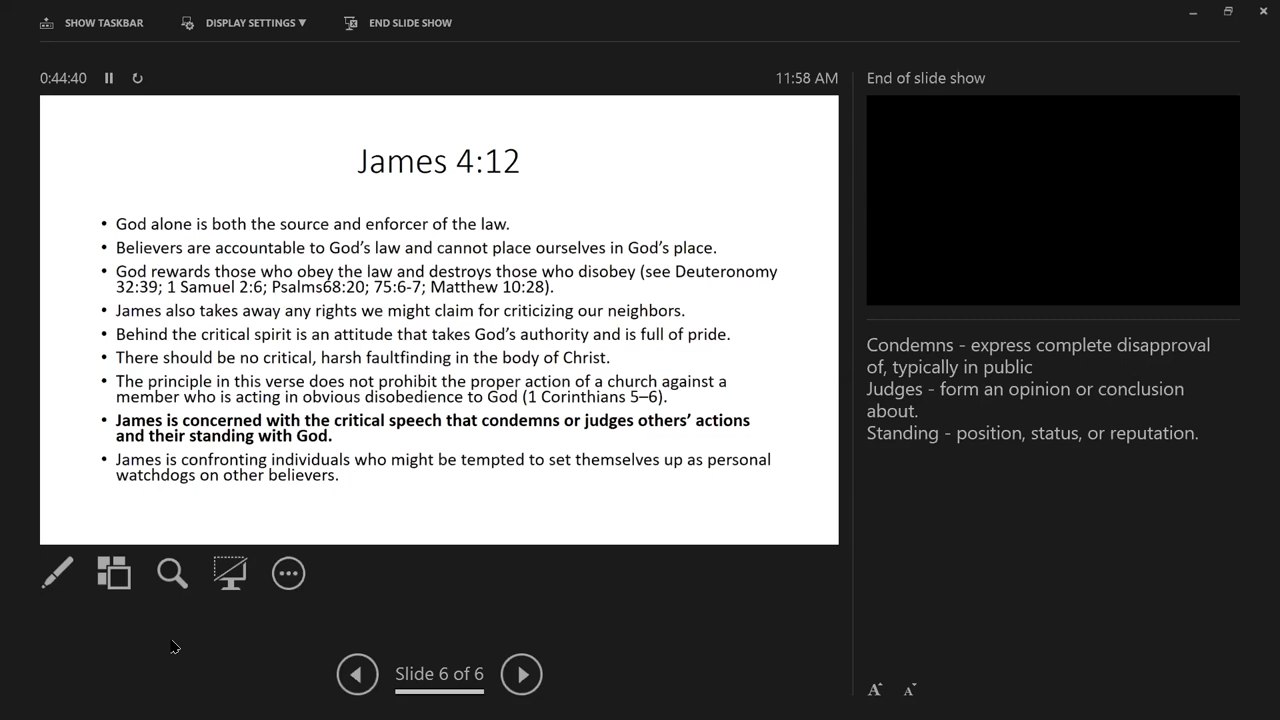 SHOW TASKBAR
DISPLAY SETTINGS ▼
END SLIDE SHOW
0:44:40
11:58 AM
James 4:12
• God alone is both the source and enforcer of the law.
• Believers are accountable to God’s law and cannot place ourselves in God’s place.
• God rewards those who obey the law and destroys those who disobey (see Deuteronomy
32:39; 1 Samuel 2:6; Psalms68:20; 75:6-7; Matthew 10:28).
• James also takes away any rights we might claim for criticizing our neighbors.
• Behind the critical spirit is an attitude that takes God’s authority and is full of pride.
• There should be no critical, harsh faultfinding in the body of Christ.
• The principle in this verse does not prohibit the proper action of a church against a
member who is acting in obvious disobedience to God (1 Corinthians 5–6).
• James is concerned with the critical speech that condemns or judges others’ actions
and their standing with God.
• James is confronting individuals who might be tempted to set themselves up as personal
watchdogs on other believers.
Slide 6 of 6
End of slide show
Condemns - express complete disapproval
of, typically in public
Judges - form an opinion or conclusion
about.
Standing - position, status, or reputation.
A A